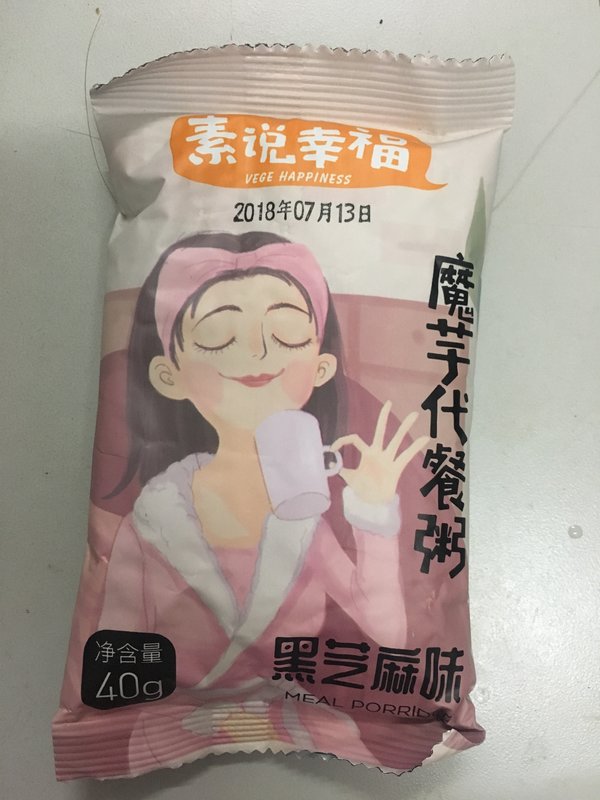 素说幸福
VEGE HAPPINESS
2018年07月13日
魔芋代餐粥
净含量
40g
黑芝麻味
MEAL PORRIDGE